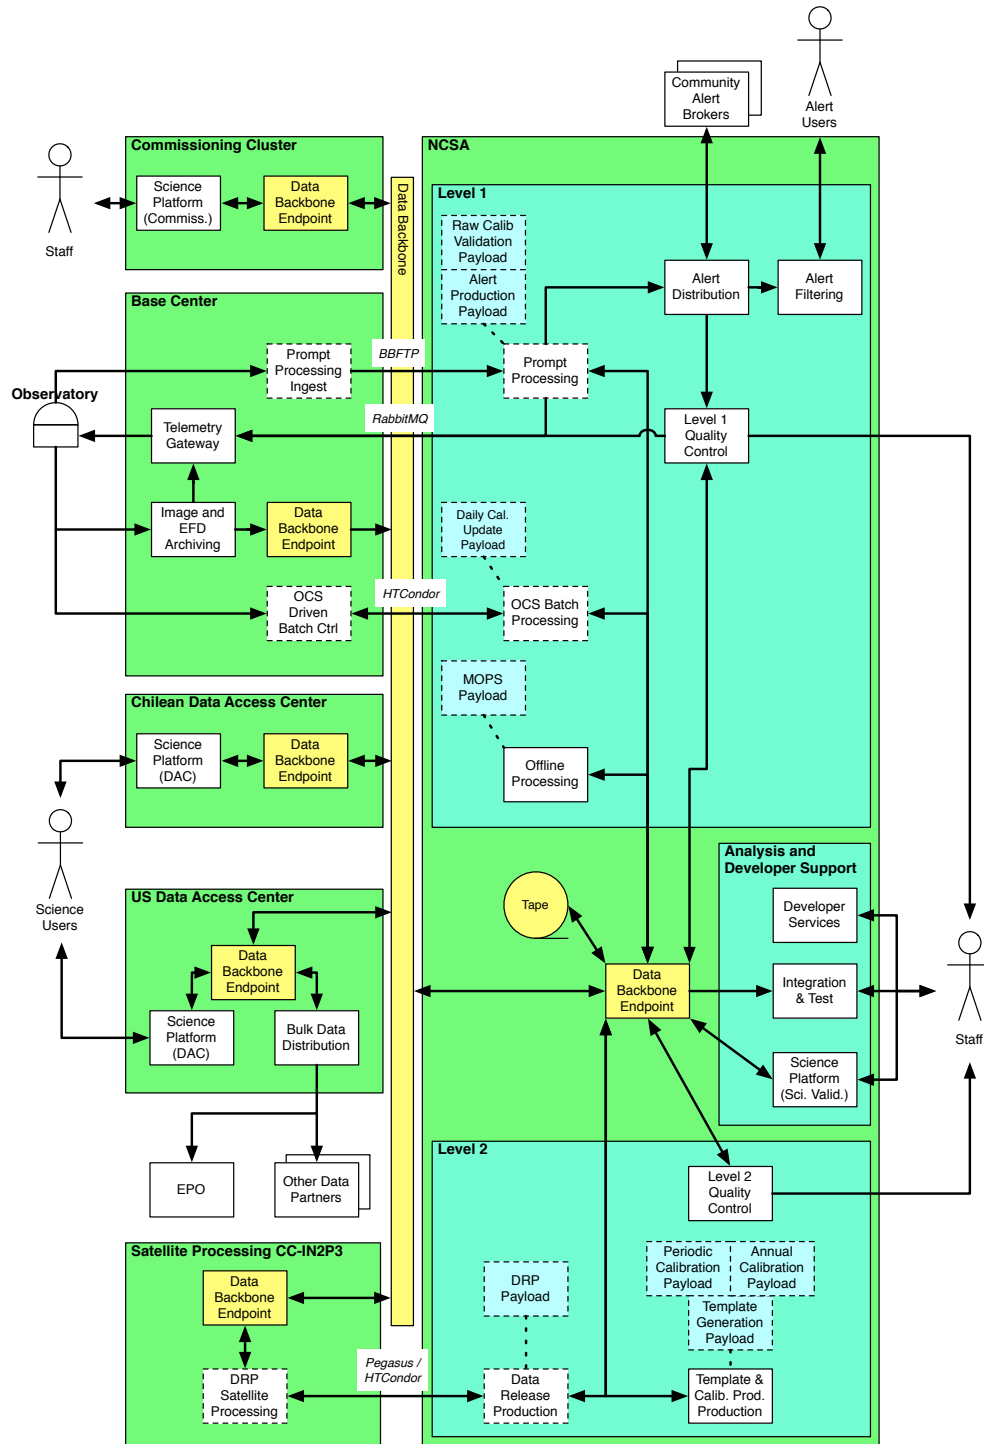 Community
Alert
Brokers
Alert
Users
Commissioning Cluster
Staff
Science
Platform
(Commiss.)
Data
Backbone
Endpoint
Data Backbone
NCSA
Level 1
Raw Calib
Validation
Payload
Alert
Production
Payload
Alert
Distribution
Alert
Filtering
Base Center
Prompt
Processing
Ingest
BBFTP
Prompt
Processing
Observatory
Telemetry
Gateway
RabbitMQ
Level 1
Quality
Control
Image and
EFD
Archiving
Data
Backbone
Endpoint
Daily Cal.
Update
Payload
OCS
Driven
Batch Ctrl
HTCondor
OCS Batch
Processing
MOPS
Payload
Offline
Processing
Chilean Data Access Center
Science
Platform
(DAC)
Data
Backbone
Endpoint
Science
Users
US Data Access Center
Data
Backbone
Endpoint
Science
Platform
(DAC)
Bulk Data
Distribution
EPO
Other Data
Partners
Tape
Data
Backbone
Endpoint
Analysis and
Developer Support
Developer
Services
Integration
& Test
Science
Platform
(Sci. Valid.)
Staff
Level 2
Level 2
Quality
Control
Periodic
Calibration
Payload
Annual
Calibration
Payload
Template
Generation
Payload
DRP
Payload
Data
Release
Production
Template &
Calib. Prod.
Production
Satellite Processing CC-IN2P3
Data
Backbone
Endpoint
DRP
Satellite
Processing
Pegasus /
HTCondor